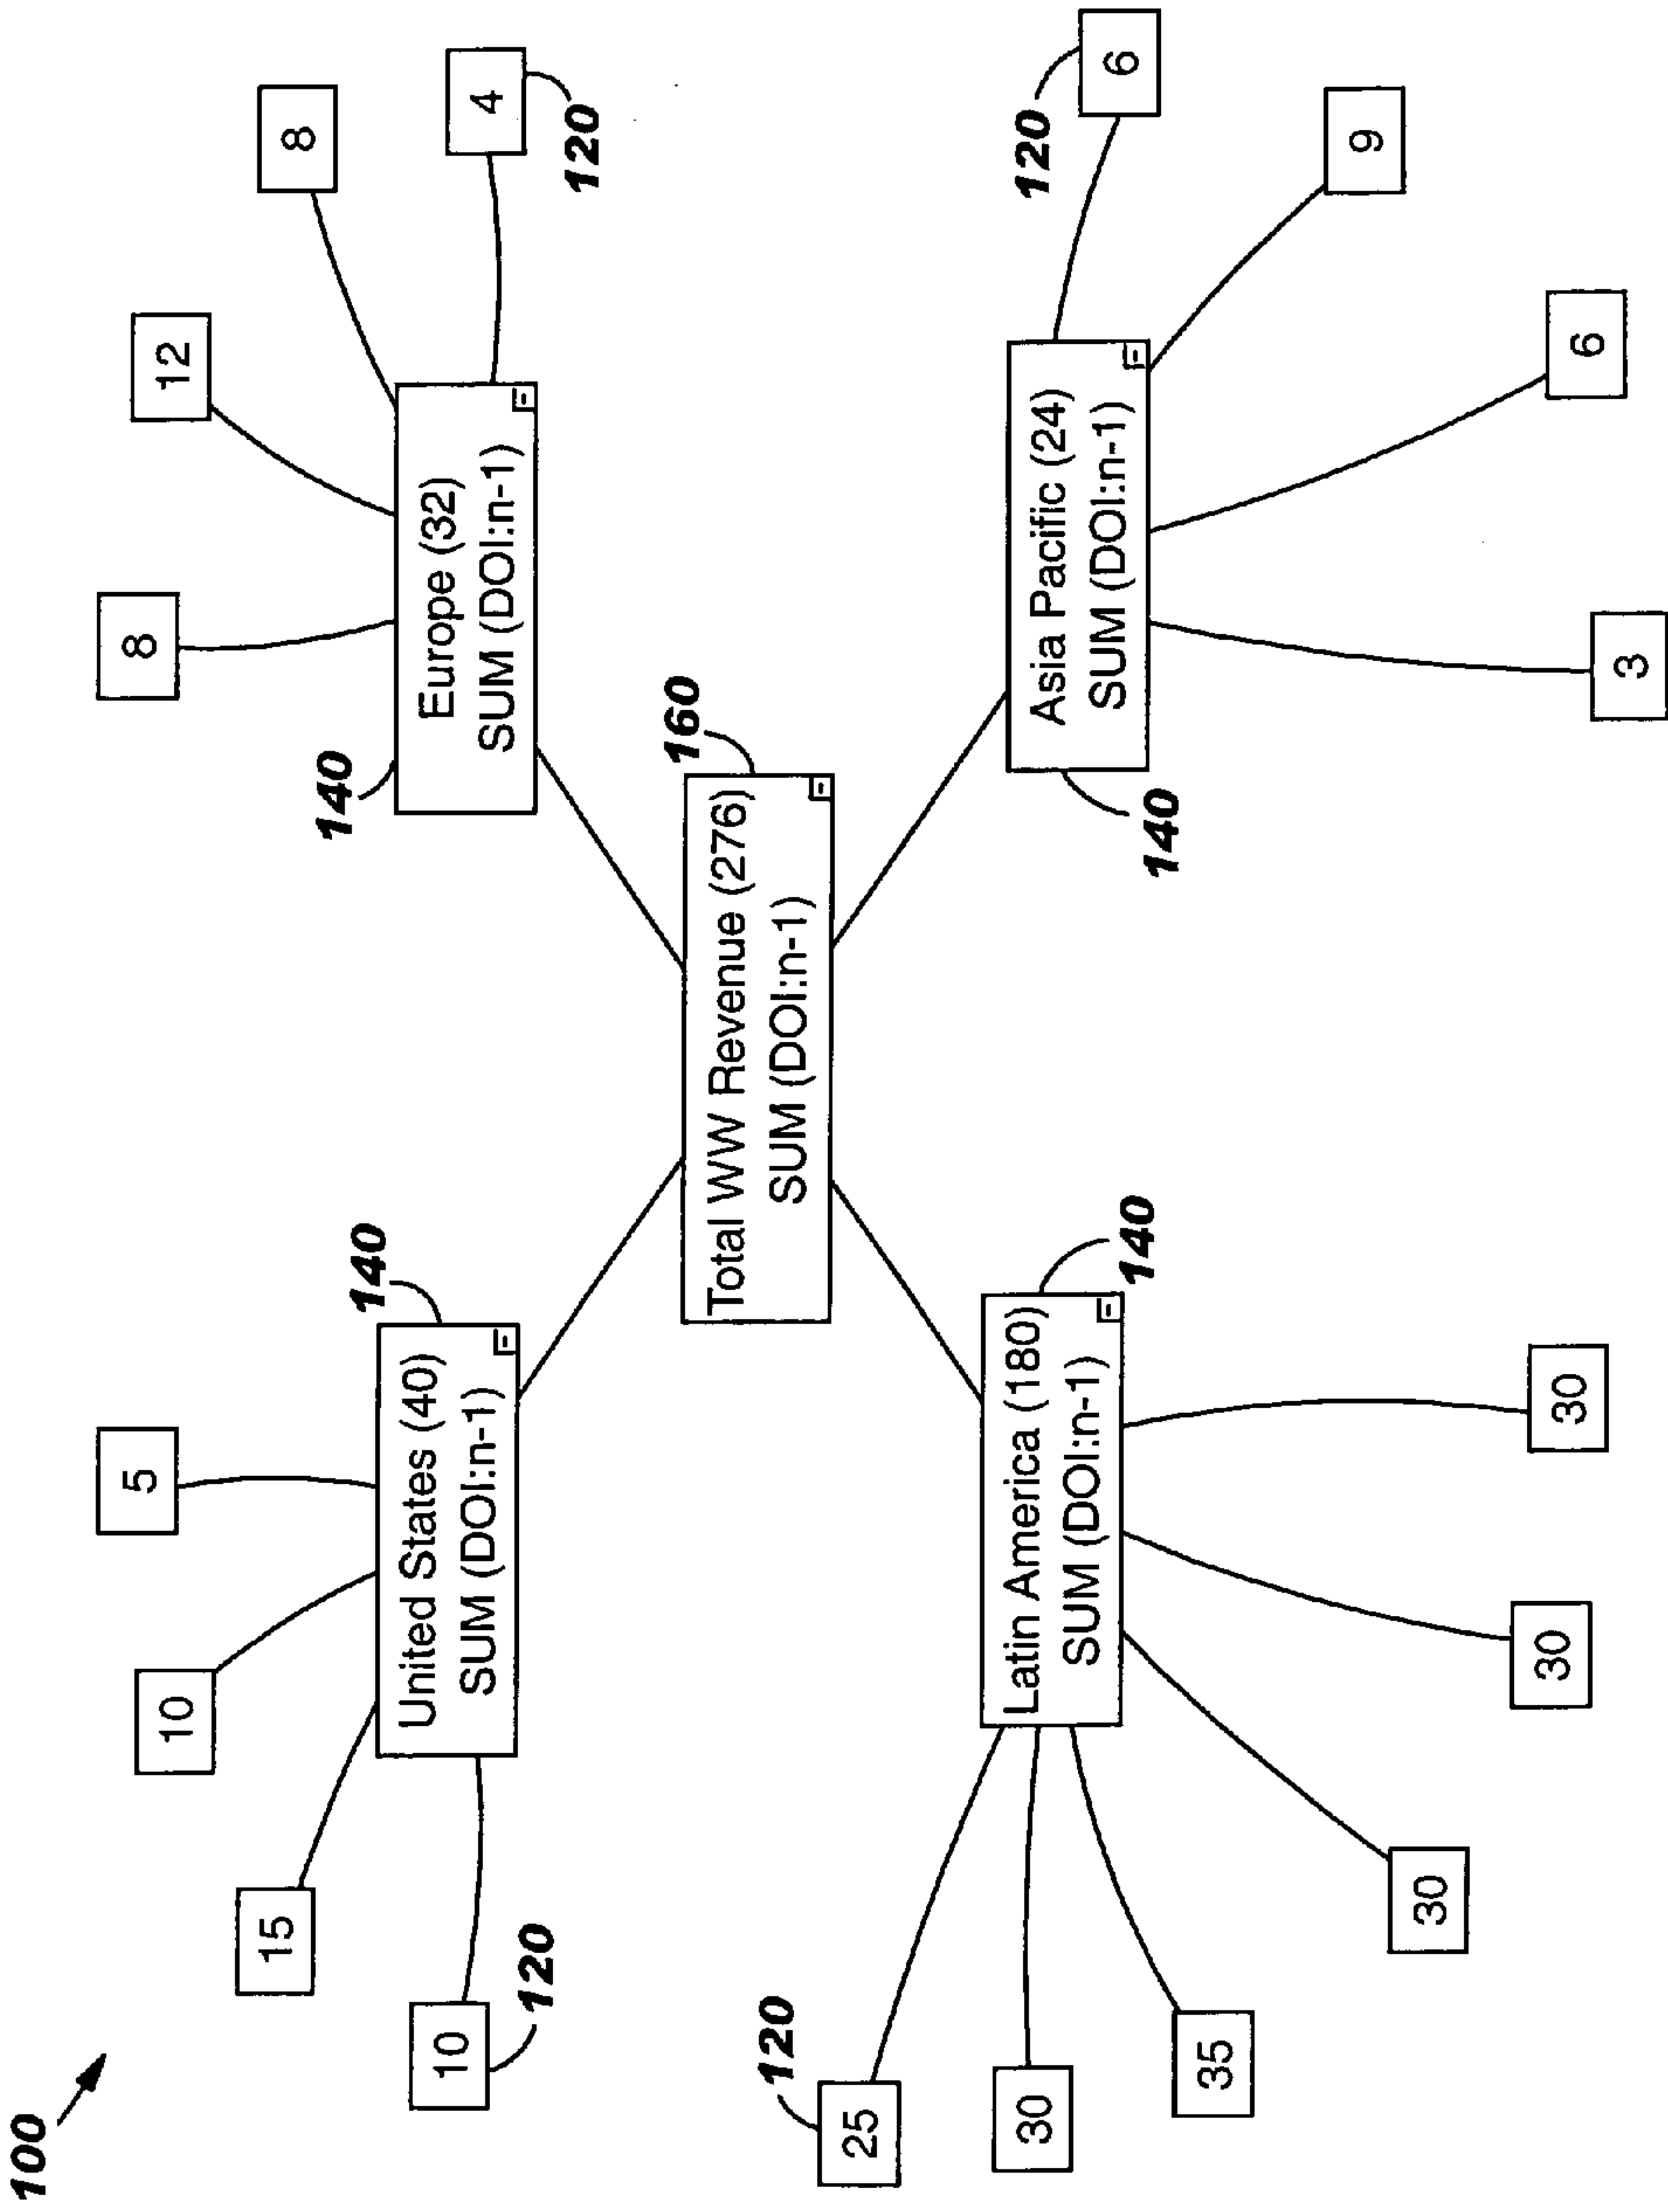 100
5
8
10
12
15
8
140
140
United States (40)
SUM (DOI:n-1)
Europe (32)
SUM (DOI:n-1)
10
4
120
120
160
Total WW Revenue (276)
SUM (DOI:n-1)
120
25
120
30
Latin America (180)
SUM (DOI:n-1)
Asia Pacific (24)
SUM (DOI:n-1)
6
140
140
35
9
30
30
30
6
3